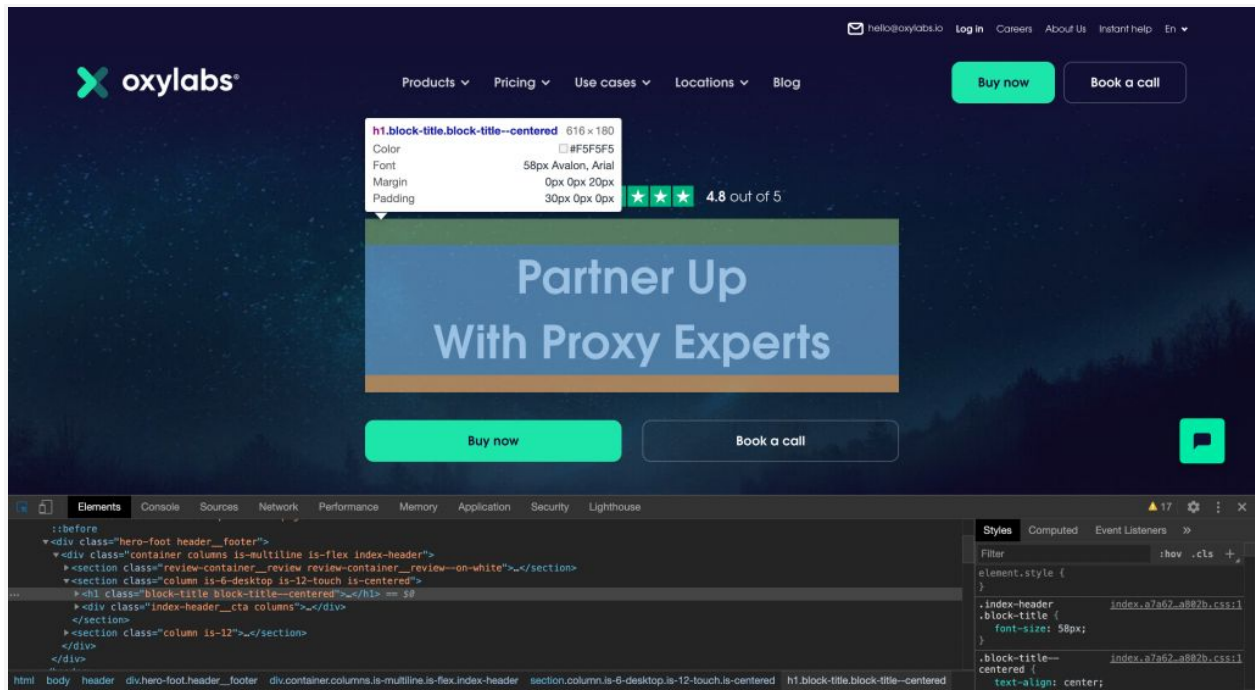 hello@oxylabs.io Log in Careers About Us Instant help En
oxylabs®
Products Pricing Use cases Locations Blog
Buy now Book a call
h1.block-title.block-title--centered 616 × 180
Color #F5F5F5
Font 58px Avalon, Arial
Margin 0px 0px 20px
Padding 30px 0px 0px
4.8 out of 5
Partner Up
With Proxy Experts
Buy now Book a call
Elements Console Sources Network Performance Memory Application Security Lighthouse 17
::before
<div class="hero-foot header__footer">
<div class="container columns is-multiline is-flex index-header">
<section class="review-container__review review-container__review--on-white">…</section>
<section class="column is-6-desktop is-12-touch is-centered">
… <h1 class="block-title block-title--centered">…</h1> == $0
<div class="index-header__cta columns">…</div>
</section>
<section class="column is-12">…</section>
</div>
</div>
html body header div.hero-foot.header__footer div.container.columns.is-multiline.is-flex.index-header section.column.is-6-desktop.is-12-touch.is-centered h1.block-title.block-title--centered
Styles Computed Event Listeners »
Filter :hov .cls +
element.style {
}
.index-header index.a7a62…a802b.css:1
.block-title {
font-size: 58px;
}
.block-title-- index.a7a62…a802b.css:1
centered {
text-align: center;